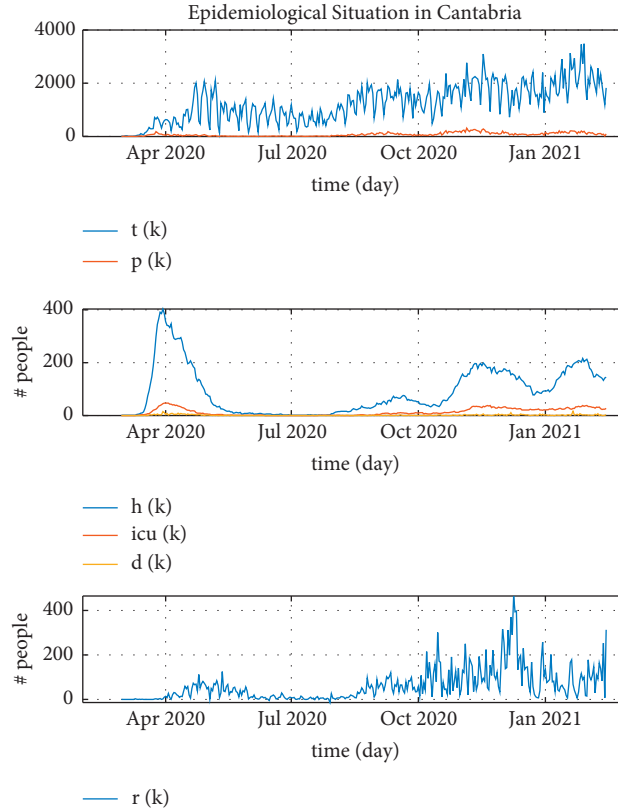 Epidemiological Situation in Cantabria
4000
2000
0
Apr 2020 Jul 2020 Oct 2020 Jan 2021
time (day)
t (k)
p (k)
400
200
0
# people
Apr 2020 Jul 2020 Oct 2020 Jan 2021
time (day)
h (k)
icu (k)
d (k)
400
200
0
# people
Apr 2020 Jul 2020 Oct 2020 Jan 2021
time (day)
r (k)